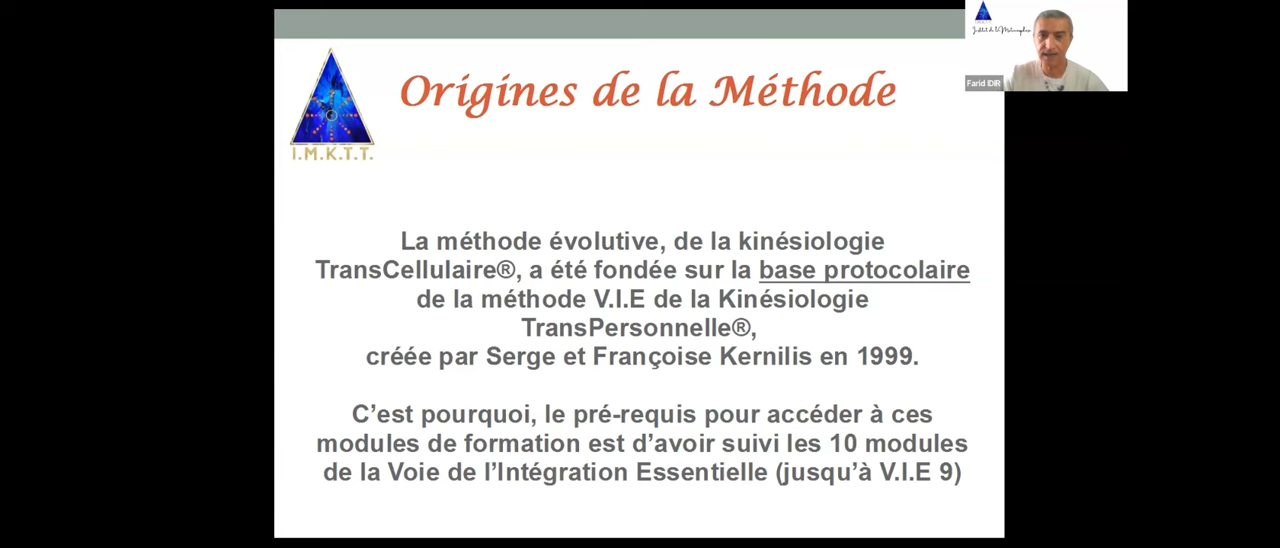 Origines de la Méthode
I.M.K.T.T.
Farid IDIR
La méthode évolutive, de la kinésiologie
TransCellulaire®, a été fondée sur la base protocolaire
de la méthode V.I.E de la Kinésiologie
TransPersonnelle®,
créée par Serge et Françoise Kernilis en 1999.
C’est pourquoi, le pré-requis pour accéder à ces
modules de formation est d’avoir suivi les 10 modules
de la Voie de l’Intégration Essentielle (jusqu’à V.I.E 9)